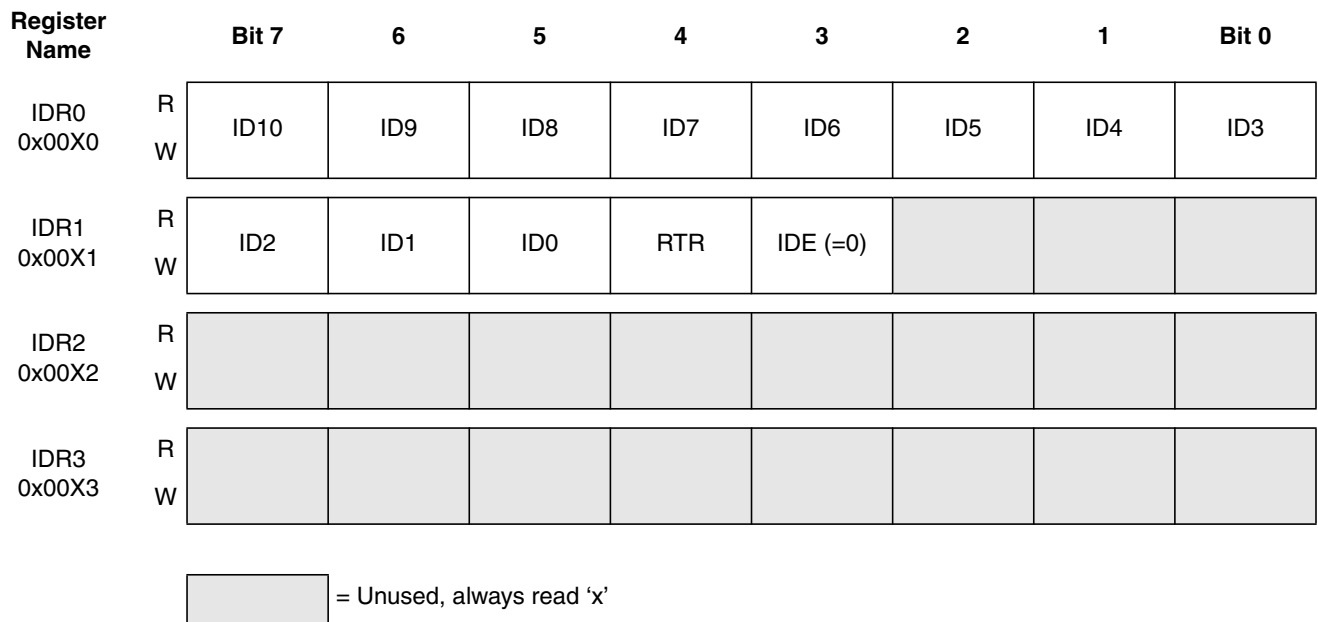 Register Name Bit 7 6 5 4 3 2 1 Bit 0
IDR0 0x00X0 R W ID10 ID9 ID8 ID7 ID6 ID5 ID4 ID3
IDR1 0x00X1 R W ID2 ID1 ID0 RTR IDE (=0)
IDR2 0x00X2 R W
IDR3 0x00X3 R W
= Unused, always read ‘x’